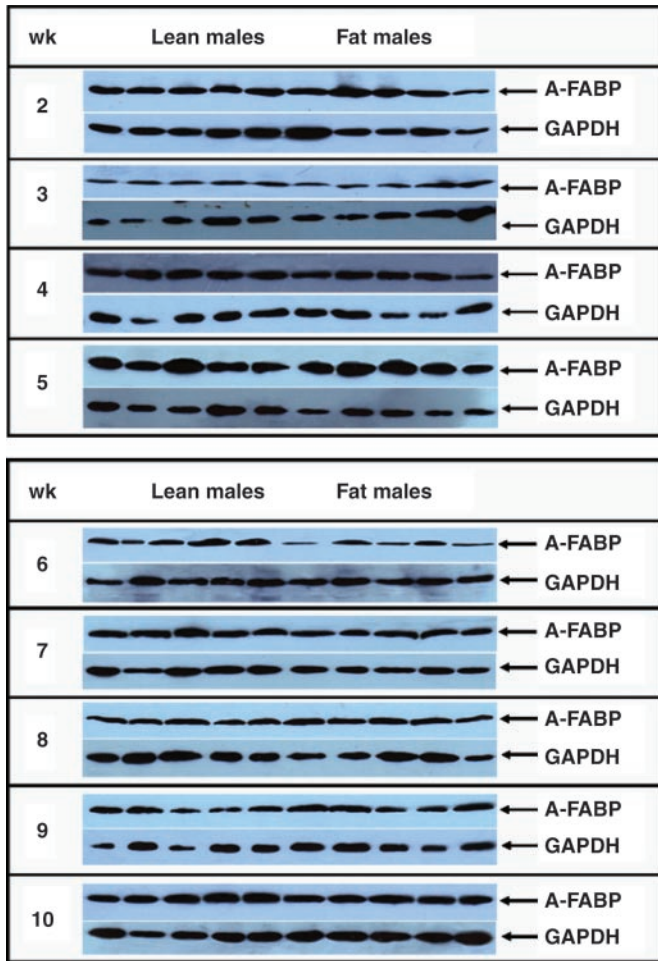 wk Lean males Fat males
2 A-FABP
GAPDH
3 A-FABP
GAPDH
4 A-FABP
GAPDH
5 A-FABP
GAPDH
wk Lean males Fat males
6 A-FABP
GAPDH
7 A-FABP
GAPDH
8 A-FABP
GAPDH
9 A-FABP
GAPDH
10 A-FABP
GAPDH